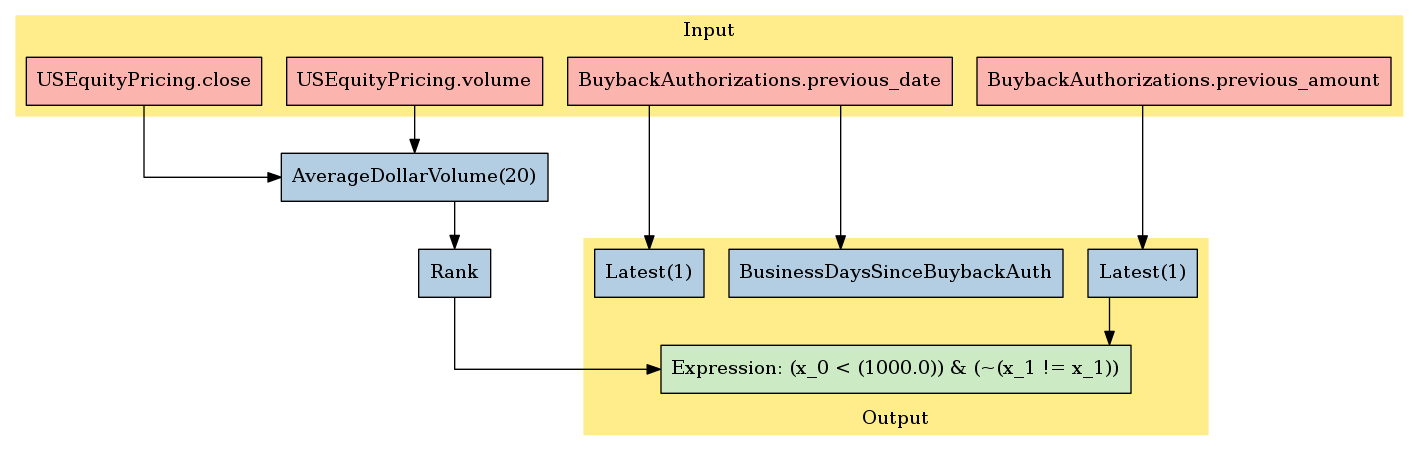 Input
USEquityPricing.close
USEquityPricing.volume
BuybackAuthorizations.previous_date
BuybackAuthorizations.previous_amount
AverageDollarVolume(20)
Rank
Latest(1)
BusinessDaysSinceBuybackAuth
Latest(1)
Expression: (x_0 < (1000.0)) & (~(x_1 != x_1))
Output